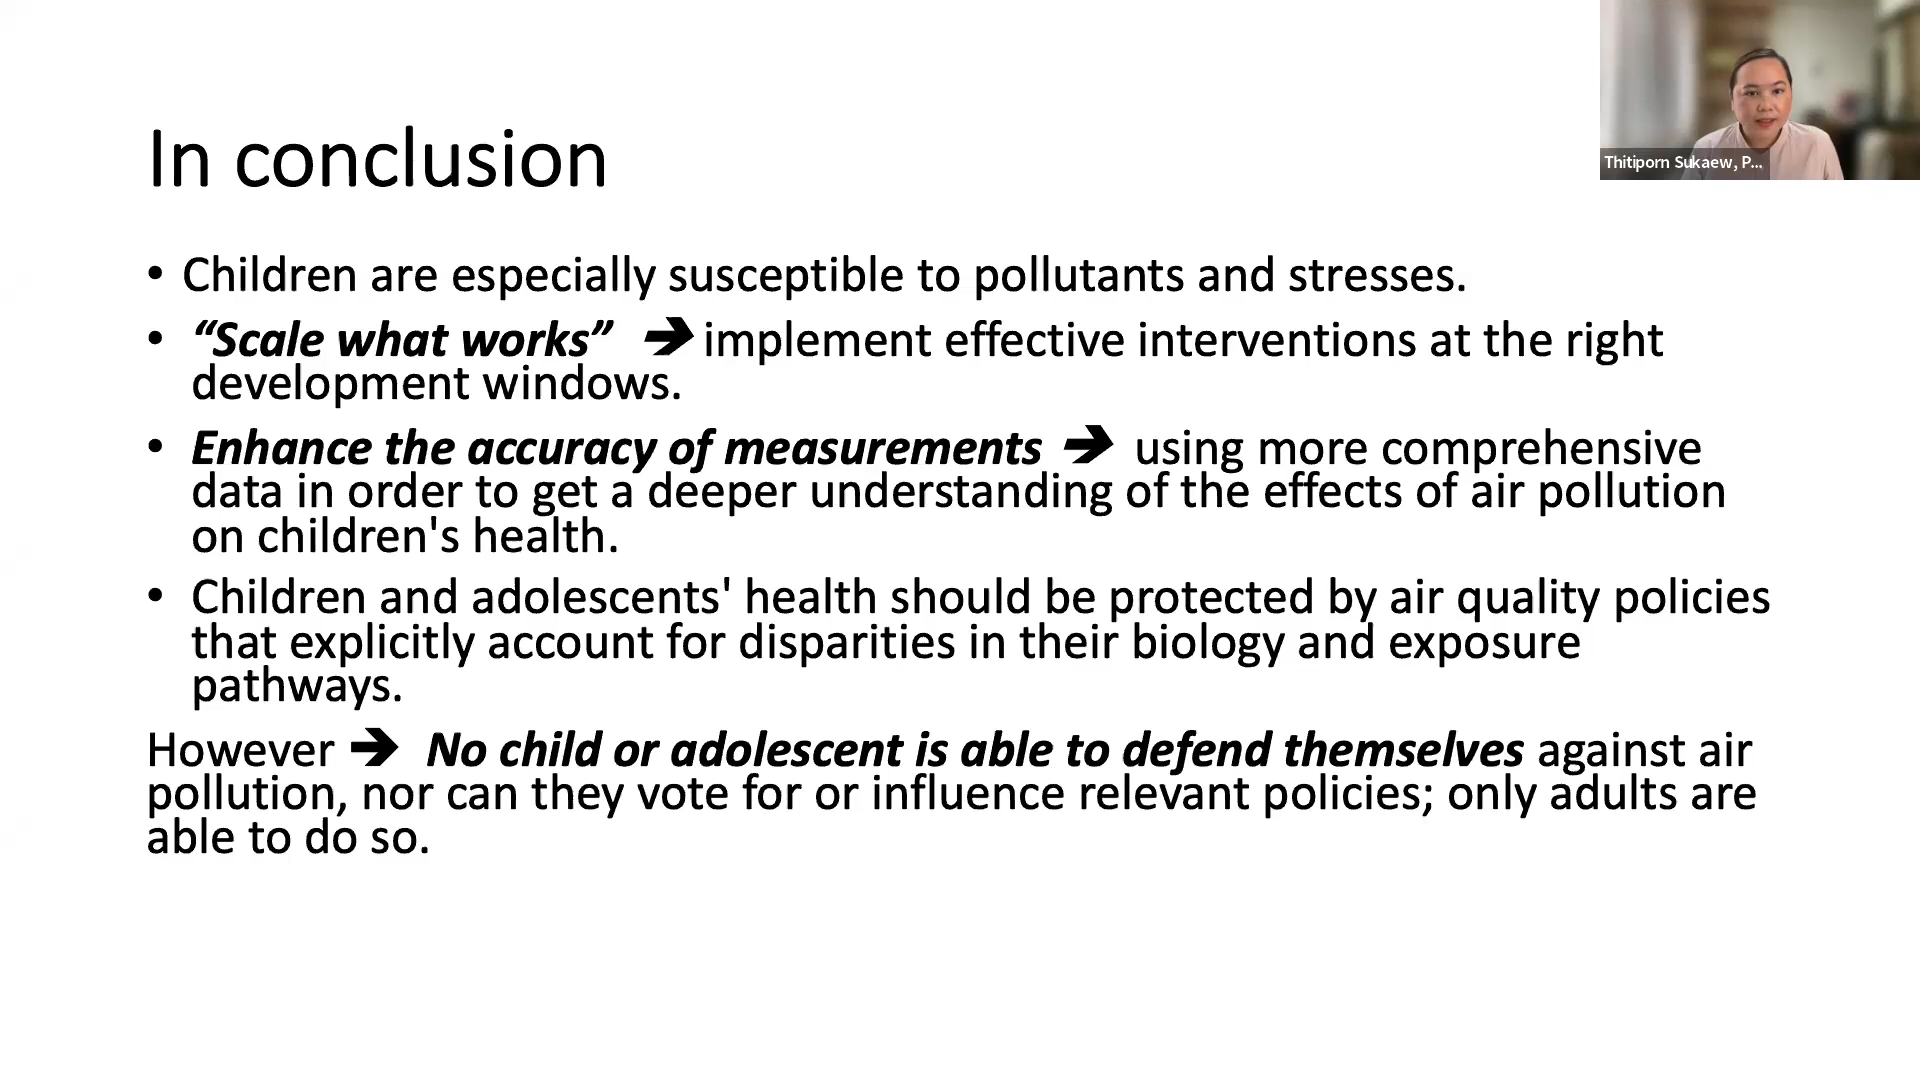 Thitiporn Sukaew, P...
In conclusion
• Children are especially susceptible to pollutants and stresses.
• “Scale what works” ➔ implement effective interventions at the right
development windows.
• Enhance the accuracy of measurements ➔ using more comprehensive
data in order to get a deeper understanding of the effects of air pollution
on children's health.
• Children and adolescents' health should be protected by air quality policies
that explicitly account for disparities in their biology and exposure
pathways.
However ➔ No child or adolescent is able to defend themselves against air
pollution, nor can they vote for or influence relevant policies; only adults are
able to do so.